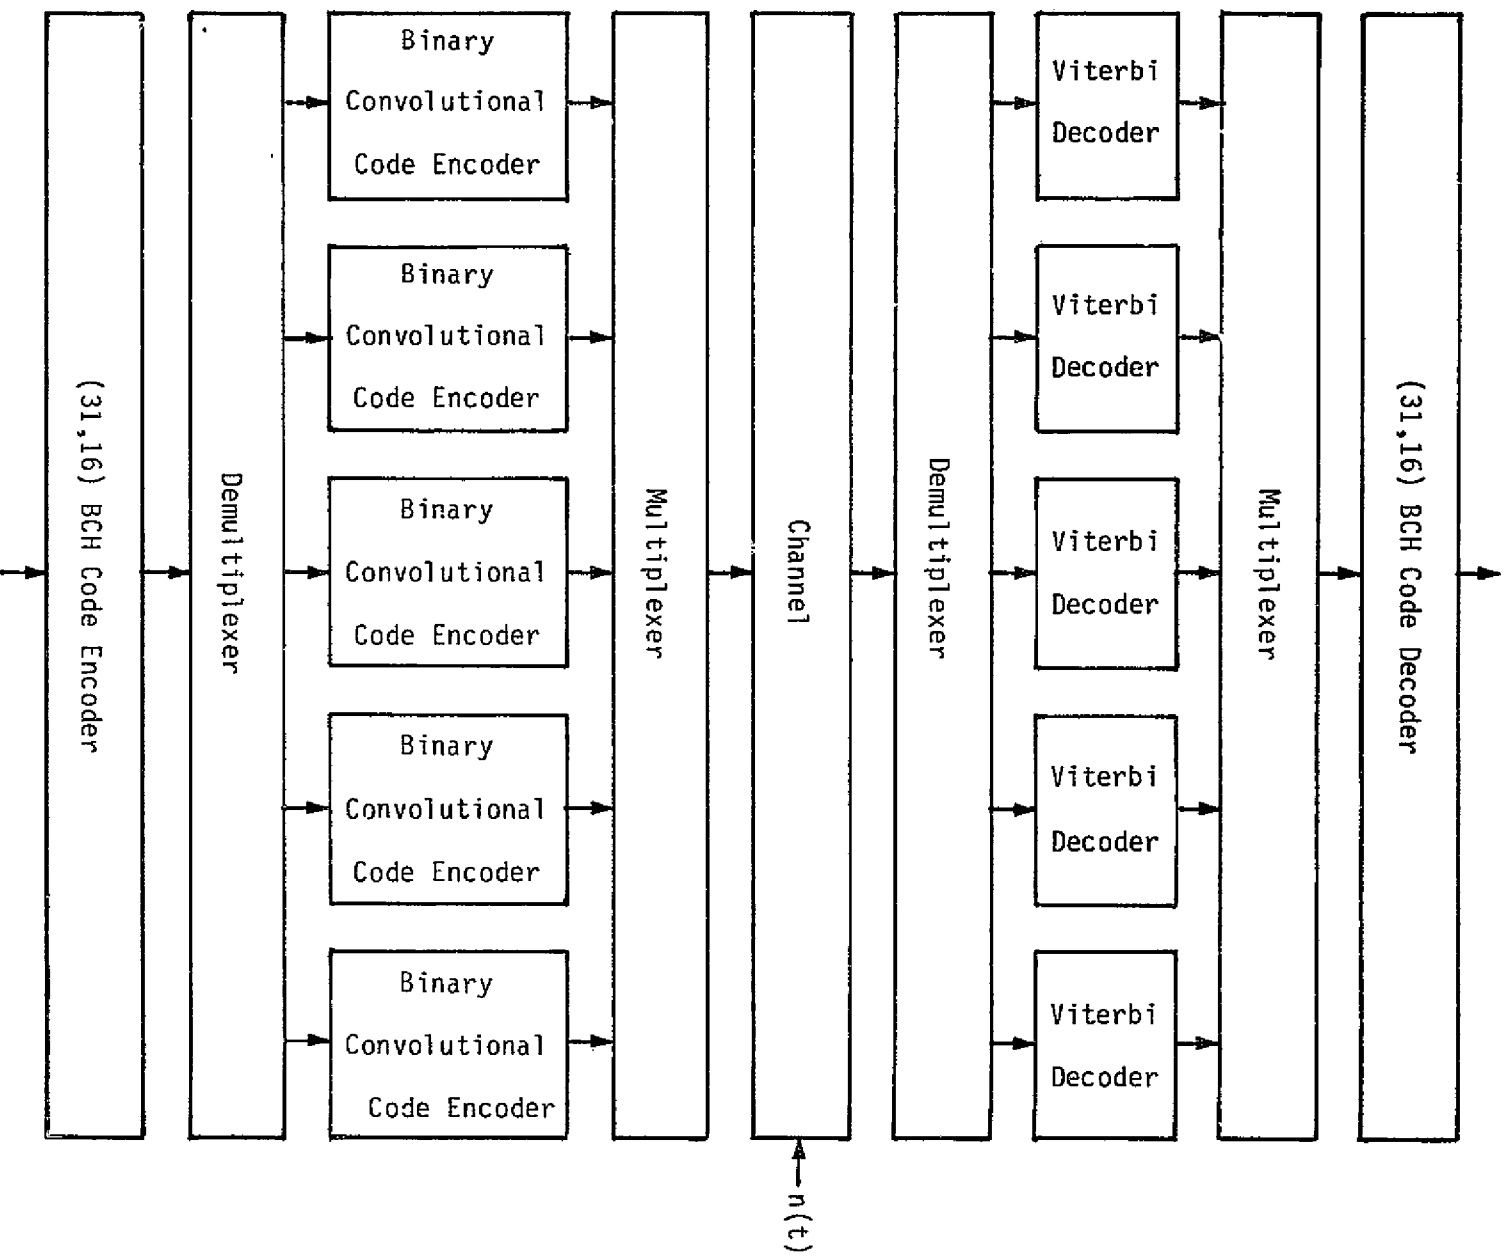 (31,16) BCH Code Encoder
Demultiplexer
Binary
Convolutional
Code Encoder
Binary
Convolutional
Code Encoder
Binary
Convolutional
Code Encoder
Binary
Convolutional
Code Encoder
Binary
Convolutional
Code Encoder
Multiplexer
Channel
n(t)
Demultiplexer
Viterbi
Decoder
Viterbi
Decoder
Viterbi
Decoder
Viterbi
Decoder
Viterbi
Decoder
Multiplexer
(31,16) BCH Code Decoder